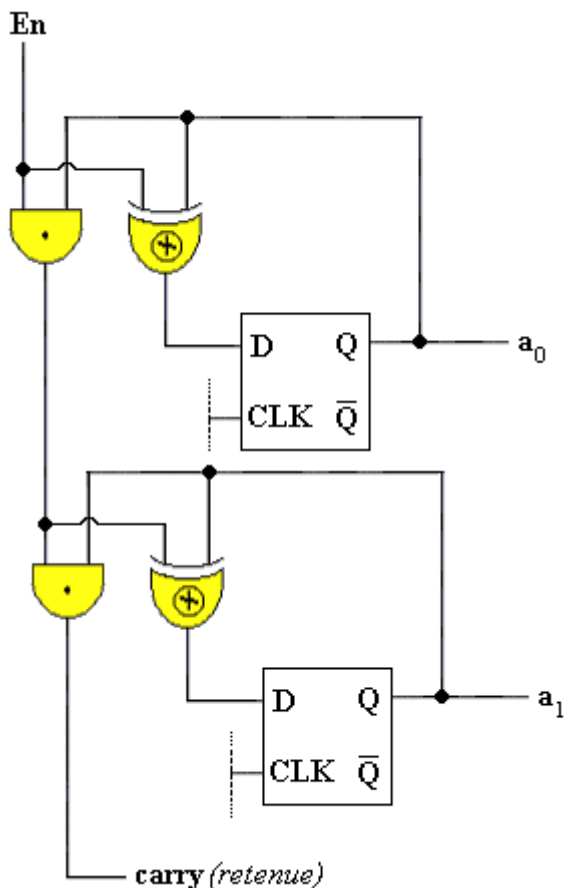 En
D Q
a0
CLK Q̅
D Q
a1
CLK Q̅
carry (retenue)